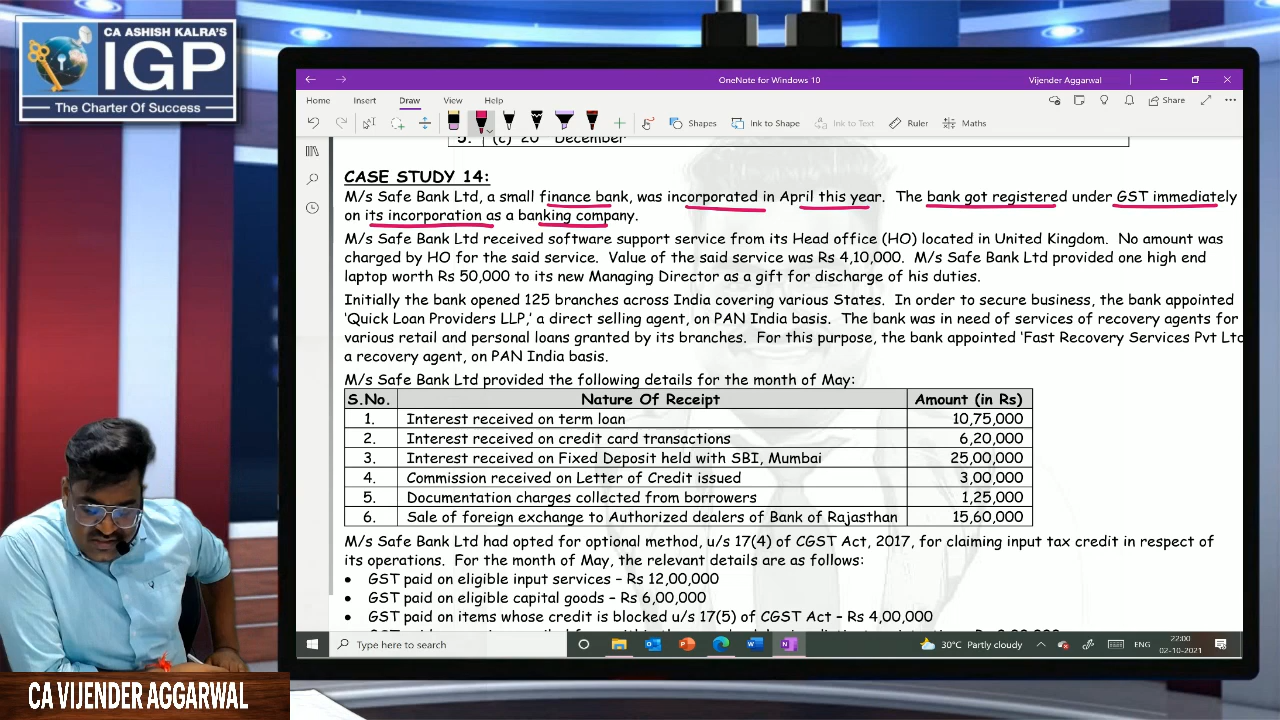 CA ASHISH KALRA'S
IGP
The Charter Of Success
OneNote for Windows 10
Vijender Aggarwal
Home Insert Draw View Help
Share
Shapes Ink to Shape Ink to Text Ruler Maths
5. (c) 20 December
CASE STUDY 14:
M/s Safe Bank Ltd, a small finance bank, was incorporated in April this year. The bank got registered under GST immediately
on its incorporation as a banking company.
M/s Safe Bank Ltd received software support service from its Head office (HO) located in United Kingdom. No amount was
charged by HO for the said service. Value of the said service was Rs 4,10,000. M/s Safe Bank Ltd provided one high end
laptop worth Rs 50,000 to its new Managing Director as a gift for discharge of his duties.
Initially the bank opened 125 branches across India covering various States. In order to secure business, the bank appointed
'Quick Loan Providers LLP,' a direct selling agent, on PAN India basis. The bank was in need of services of recovery agents for
various retail and personal loans granted by its branches. For this purpose, the bank appointed 'Fast Recovery Services Pvt Ltd
a recovery agent, on PAN India basis.
M/s Safe Bank Ltd provided the following details for the month of May:
S.No. Nature Of Receipt Amount (in Rs)
1. Interest received on term loan 10,75,000
2. Interest received on credit card transactions 6,20,000
3. Interest received on Fixed Deposit held with SBI, Mumbai 25,00,000
4. Commission received on Letter of Credit issued 3,00,000
5. Documentation charges collected from borrowers 1,25,000
6. Sale of foreign exchange to Authorized dealers of Bank of Rajasthan 15,60,000
M/s Safe Bank Ltd had opted for optional method, u/s 17(4) of CGST Act, 2017, for claiming input tax credit in respect of
its operations. For the month of May, the relevant details are as follows:
• GST paid on eligible input services – Rs 12,00,000
• GST paid on eligible capital goods – Rs 6,00,000
• GST paid on items whose credit is blocked u/s 17(5) of CGST Act – Rs 4,00,000
Type here to search
30°C Partly cloudy
ENG
22:00
02-10-2021
CA VIJENDER AGGARWAL